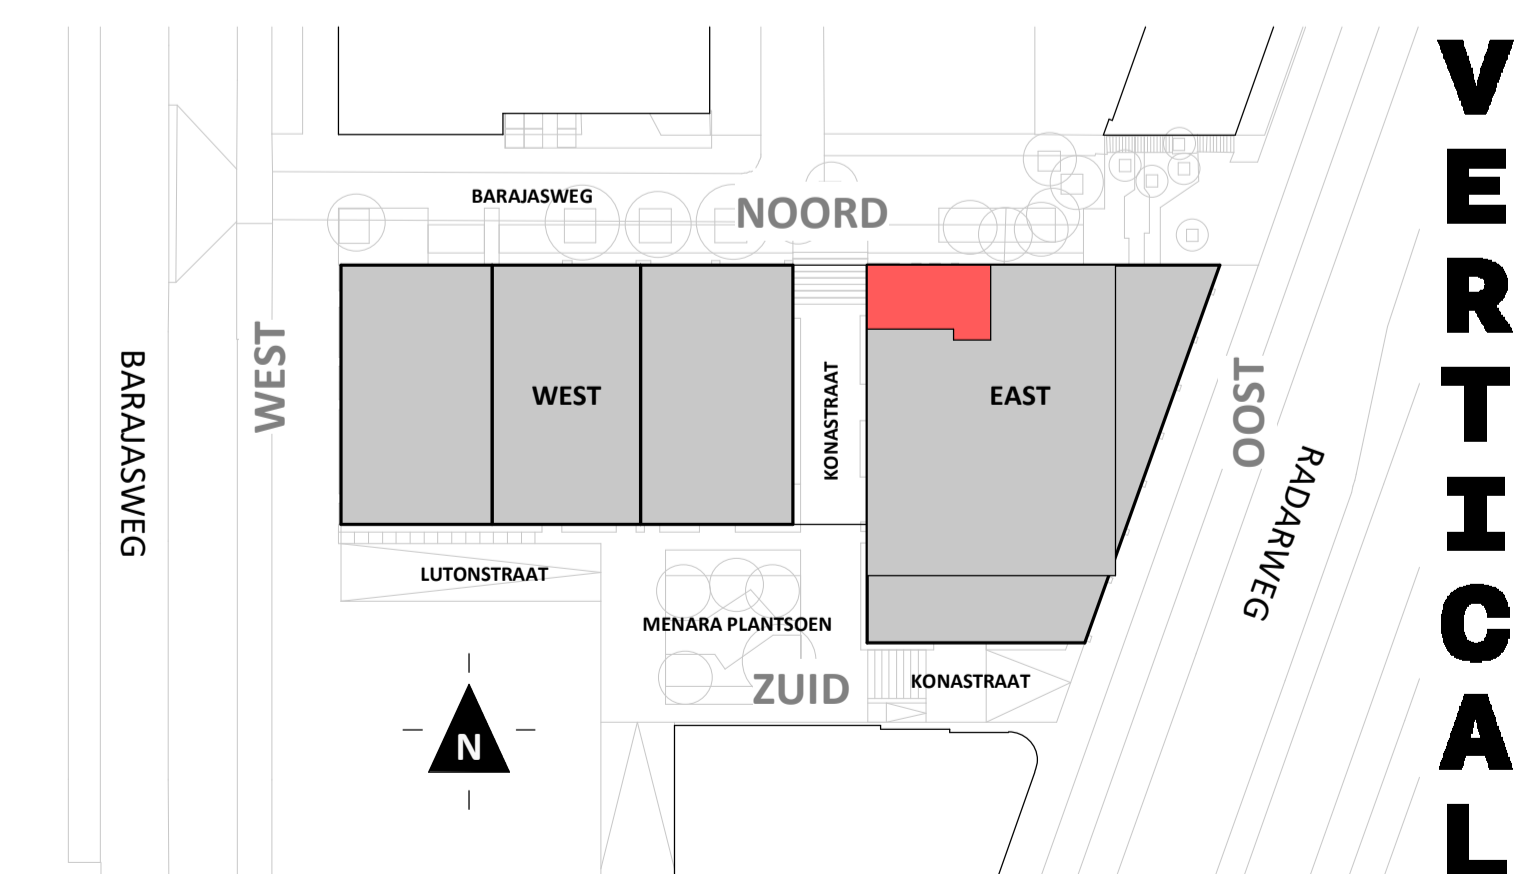 BARAJASWEG
NOORD
WEST
BARAJASWEG
WEST
KONASTRAAT
EAST
OOST
RADARWEG
LUTONSTRAAT
MENARA PLANTSOEN
ZUID
KONASTRAAT
N
VERTICAL